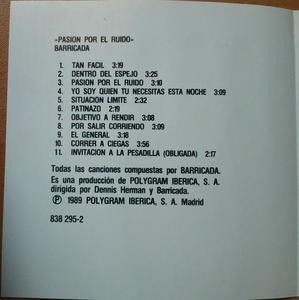 «PASION POR EL RUIDO»
BARRICADA
1. TAN FACIL 3:19
2. DENTRO DEL ESPEJO 3:25
3. PASION POR EL RUIDO 3:10
4. YO SOY QUIEN TU NECESITAS ESTA NOCHE 3:09
5. SITUACION LIMITE 2:32
6. PATINAZO 2:19
7. OBJETIVO A RENDIR 3:08
8. POR SALIR CORRIENDO 3:09
9. EL GENERAL 3:18
10. CORRER A CIEGAS 3:56
11. INVITACION A LA PESADILLA (OBLIGADA) 2:17
Todas las canciones compuestas por BARRICADA.
Es una producción de POLYGRAM IBERICA, S. A.
dirigida por Dennis Herman y Barricada.
Ⓟ 1989 POLYGRAM IBERICA, S. A. Madrid
838 295-2